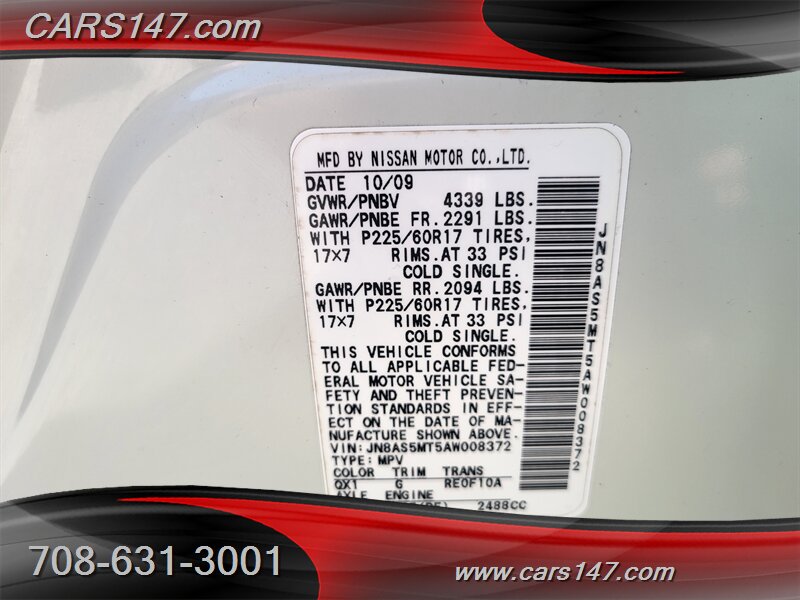 CARS147.com
MFD BY NISSAN MOTOR CO.,LTD.
DATE 10/09
GVWR/PNBV 4339 LBS.
GAWR/PNBE FR.2291 LBS.
WITH P225/60R17 TIRES,
17×7 RIMS.AT 33 PSI
COLD SINGLE.
GAWR/PNBE RR.2094 LBS.
WITH P225/60R17 TIRES,
17×7 RIMS.AT 33 PSI
COLD SINGLE.
THIS VEHICLE CONFORMS
TO ALL APPLICABLE FED-
ERAL MOTOR VEHICLE SA-
FETY AND THEFT PREVEN-
TION STANDARDS IN EFF-
ECT ON THE DATE OF MA-
NUFACTURE SHOWN ABOVE.
VIN:JN8AS5MT5AW008372
TYPE:MPV
COLOR TRIM TRANS
QX1 G RE0F10A
AXLE ENGINE
2488CC
JN8AS5MT5AW008372
708-631-3001
www.cars147.com